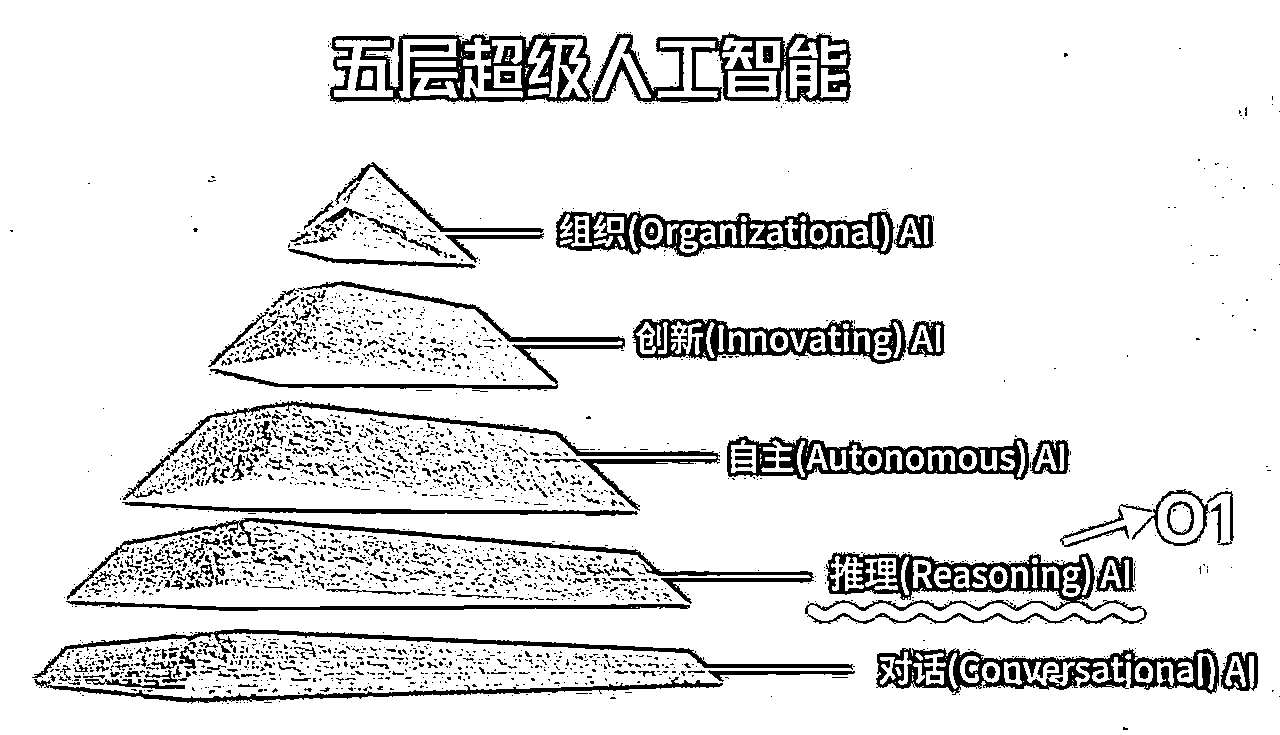 五层超级人工智能
组织(Organizational) AI
创新(Innovating) AI
自主(Autonomous) AI
O1
推理(Reasoning) AI
对话(Conversational) AI